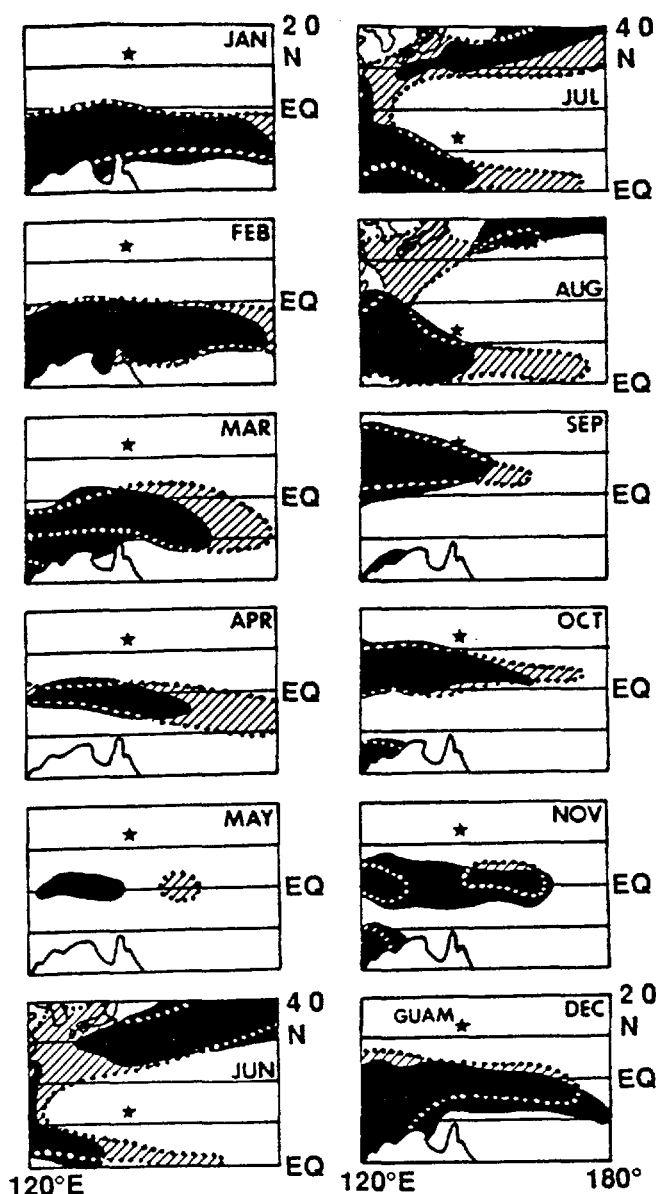 JAN
20
N
EQ
FEB
EQ
MAR
EQ
APR
EQ
MAY
EQ
40
N
JUN
EQ
120°E
40
N
JUL
EQ
AUG
EQ
SEP
EQ
OCT
EQ
NOV
EQ
GUAM
DEC
20
N
EQ
120°E
180°